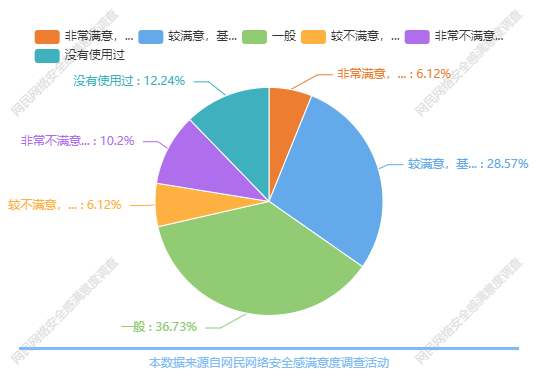 非常满意，... 较满意，基... 一般 较不满意，... 非常不满意...
没有使用过
没有使用过 : 12.24%
非常满意，... : 6.12%
非常不满意... : 10.2%
较满意，基... : 28.57%
较不满意，... : 6.12%
一般 : 36.73%
网民网络安全感满意度调查
网民网络安全感满意度调查
网民网络安全感满意度调查
网民网络安全感满意度调查
本数据来源自网民网络安全感满意度调查活动